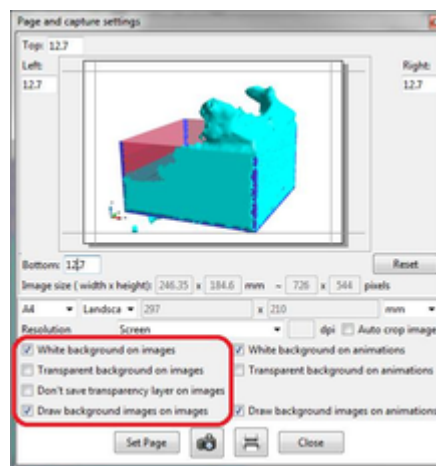 Page and capture settings
Top: 12.7
Left: Right:
12.7 12.7
Bottom: 12.7 Reset
Image size ( width x height): 246.35 x 184.6 mm ~ 726 x 544 pixels
A4 Landsca 297 x 210 mm
Resolution Screen dpi Auto crop image
White background on images White background on animations
Transparent background on images Transparent background on animations
Don't save transparency layer on images
Draw background images on images Draw background images on animations
Set Page Close